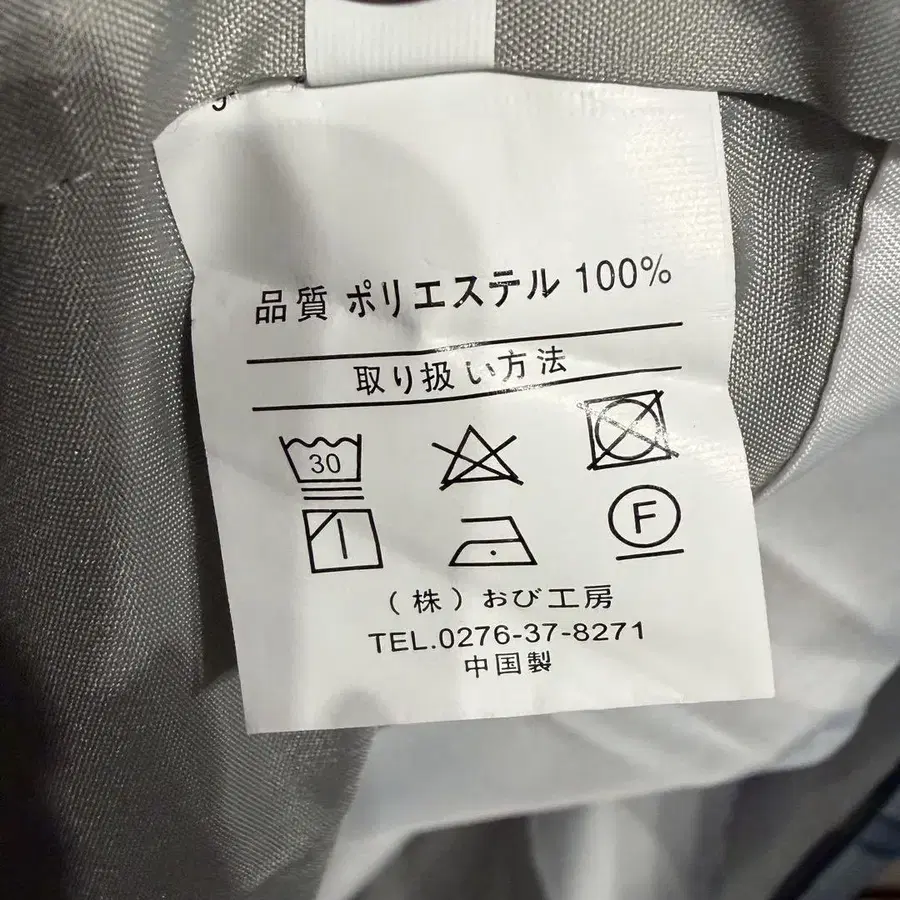 品質 ポリエステル 100%
取り扱い方法
30
F
(株)おび工房
TEL.0276-37-8271
中国製